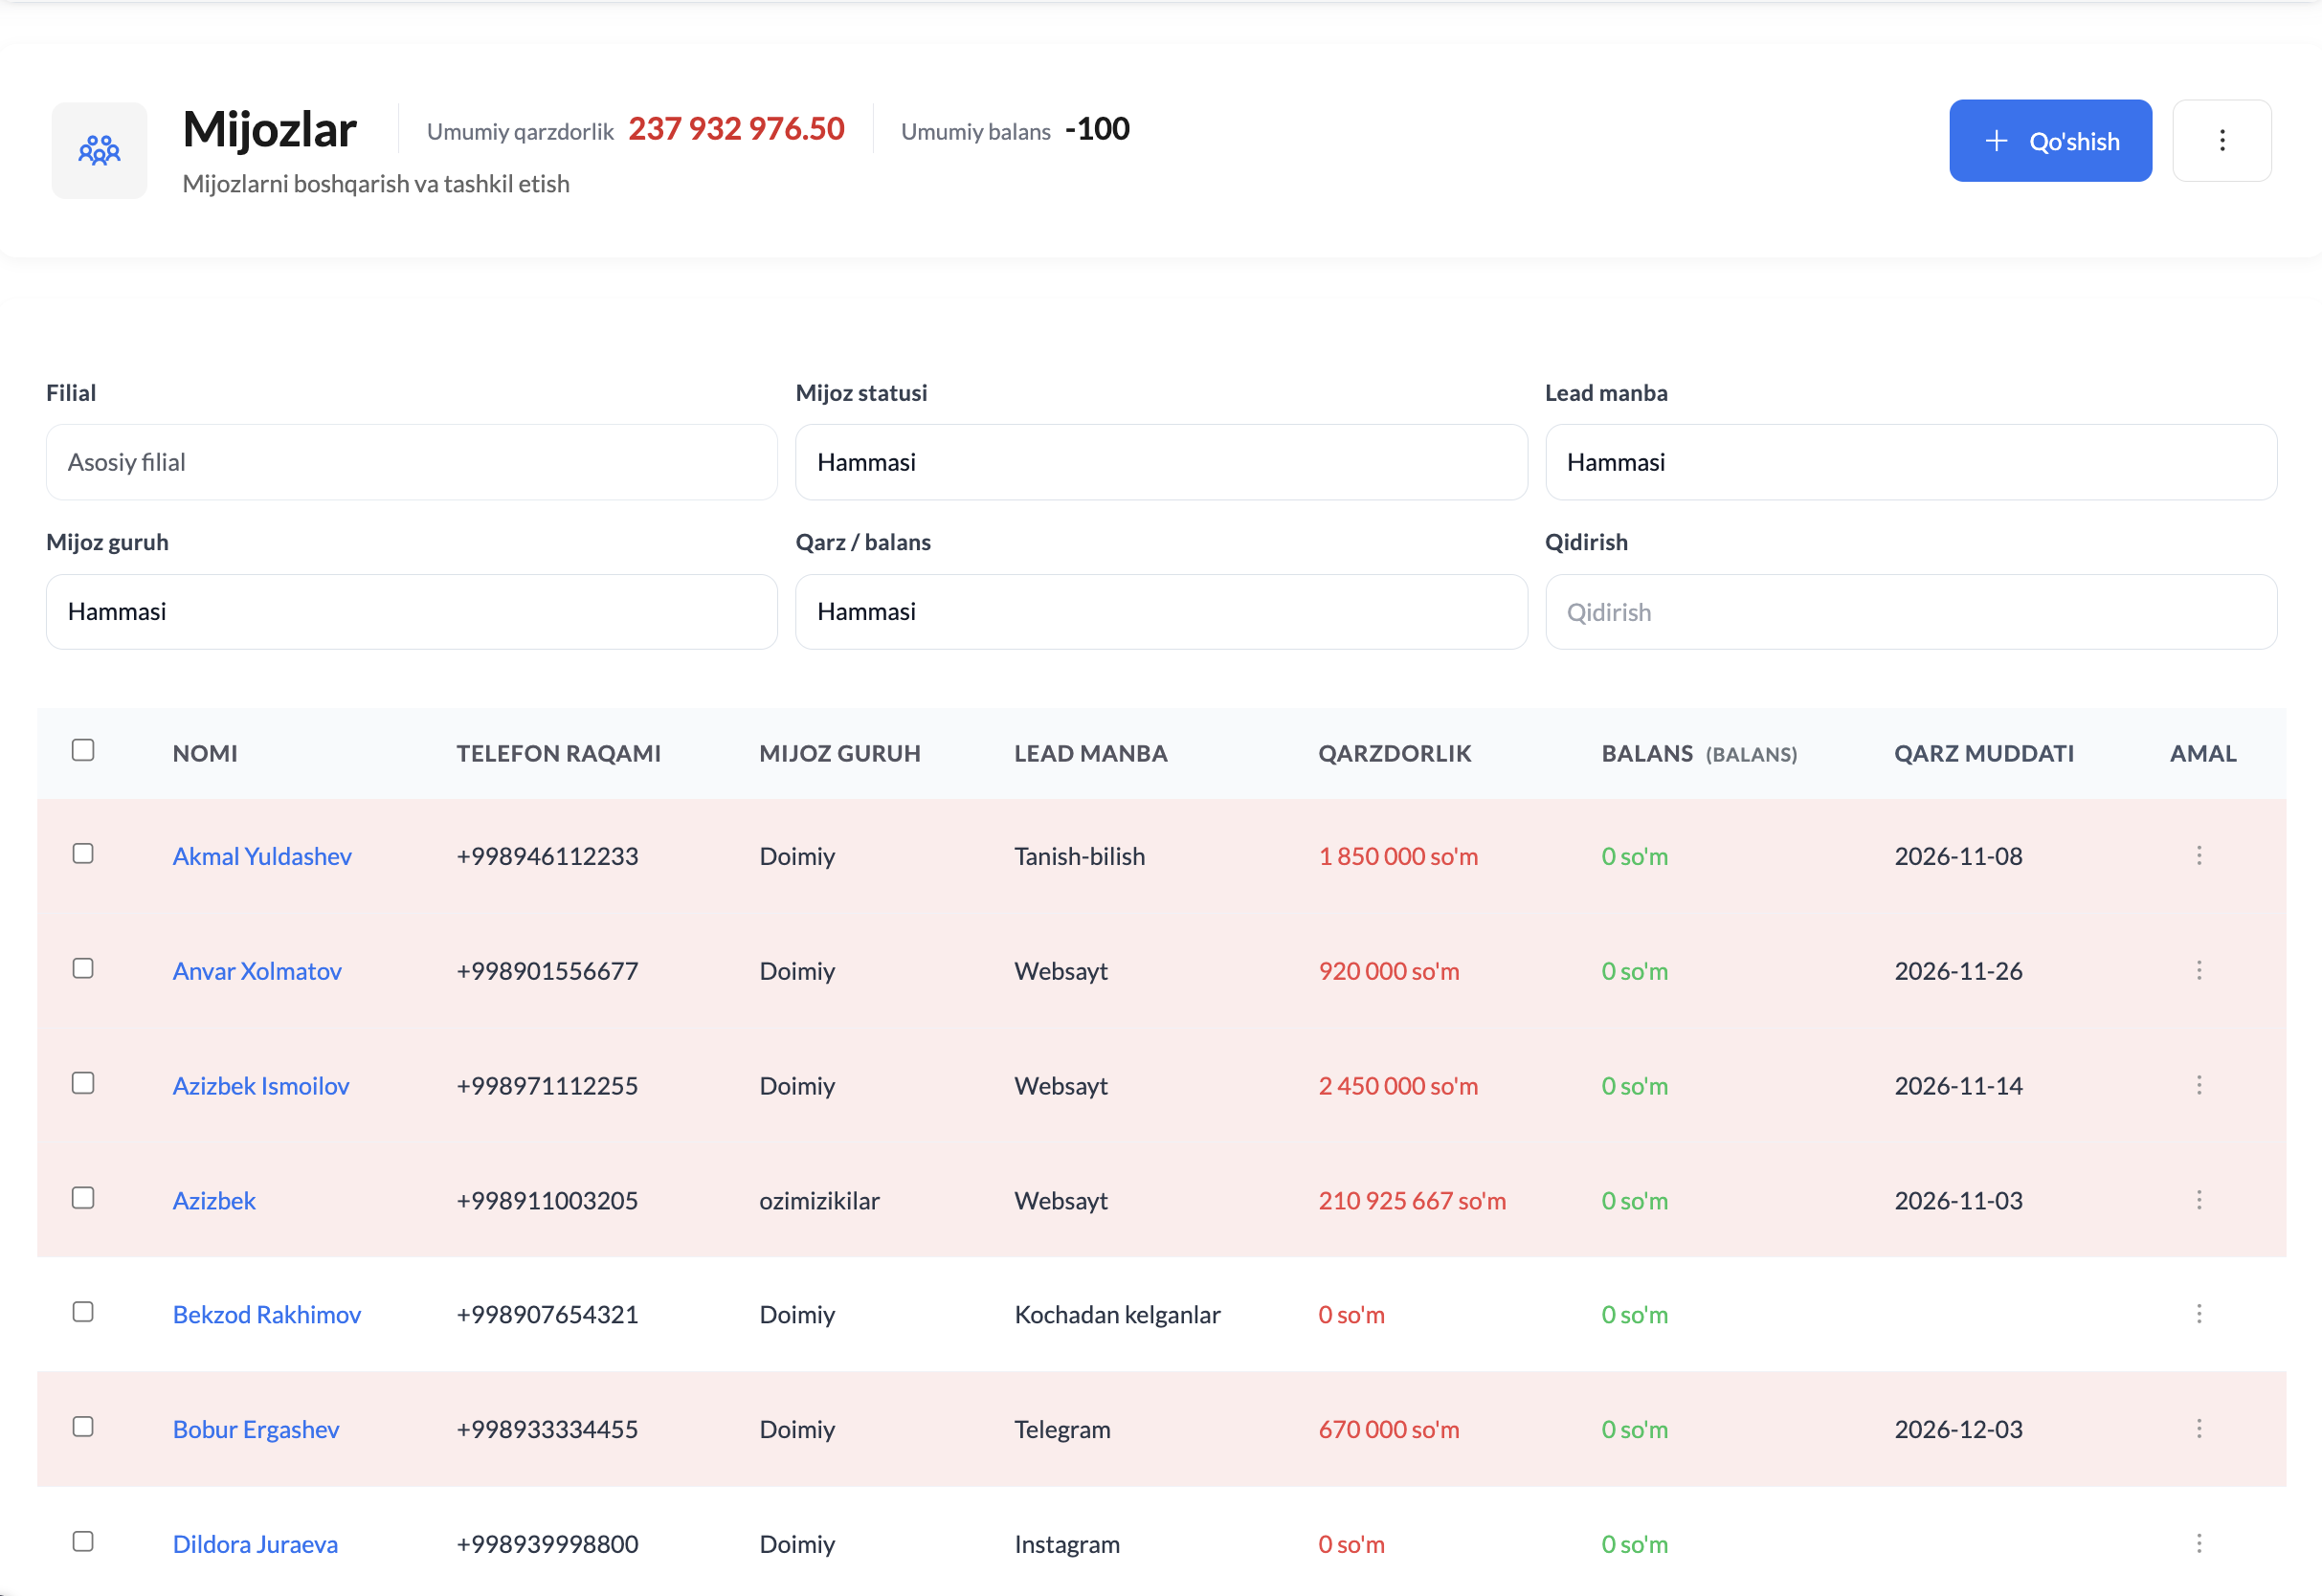 Mijozlar Umumiy qarzdorlik 237 932 976.50 Umumiy balans -100
Mijozlarni boshqarish va tashkil etish
Qo'shish
Filial Mijoz statusi Lead manba
Asosiy filial Hammasi Hammasi
Mijoz guruh Qarz / balans Qidirish
Hammasi Hammasi Qidirish
NOMI TELEFON RAQAMI MIJOZ GURUH LEAD MANBA QARZDORLIK BALANS (BALANS) QARZ MUDDATI AMAL
Akmal Yuldashev +998946112233 Doimiy Tanish-bilish 1 850 000 so'm 0 so'm 2026-11-08
Anvar Xolmatov +998901556677 Doimiy Websayt 920 000 so'm 0 so'm 2026-11-26
Azizbek Ismoilov +998971112255 Doimiy Websayt 2 450 000 so'm 0 so'm 2026-11-14
Azizbek +998911003205 ozimizikilar Websayt 210 925 667 so'm 0 so'm 2026-11-03
Bekzod Rakhimov +998907654321 Doimiy Kochadan kelganlar 0 so'm 0 so'm
Bobur Ergashev +998933334455 Doimiy Telegram 670 000 so'm 0 so'm 2026-12-03
Dildora Juraeva +998939998800 Doimiy Instagram 0 so'm 0 so'm